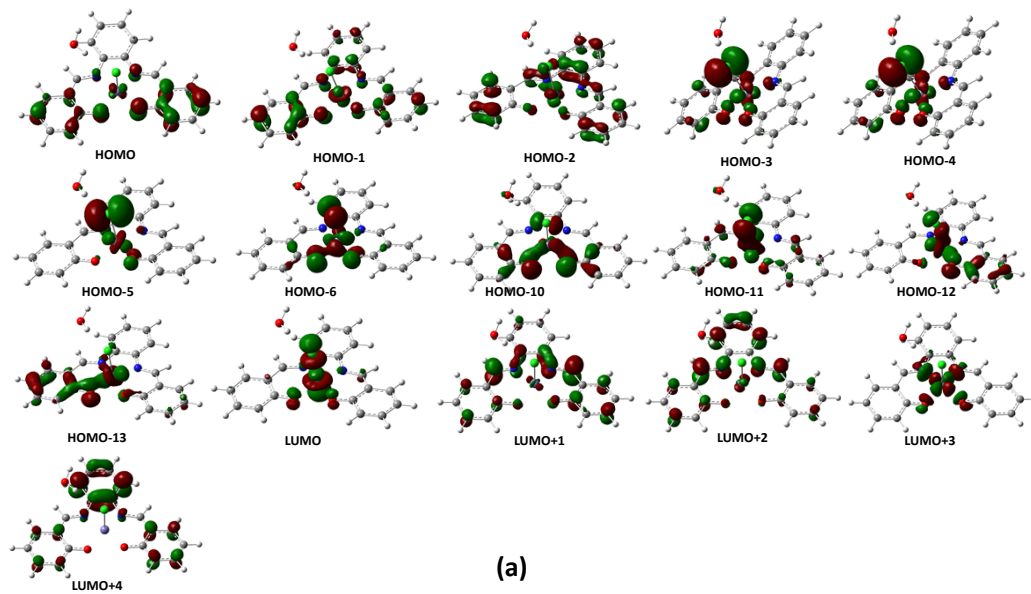 HOMO
HOMO-1
HOMO-2
HOMO-3
HOMO-4
HOMO-5
HOMO-6
HOMO-10
HOMO-11
HOMO-12
HOMO-13
LUMO
LUMO+1
LUMO+2
LUMO+3
LUMO+4
(a)